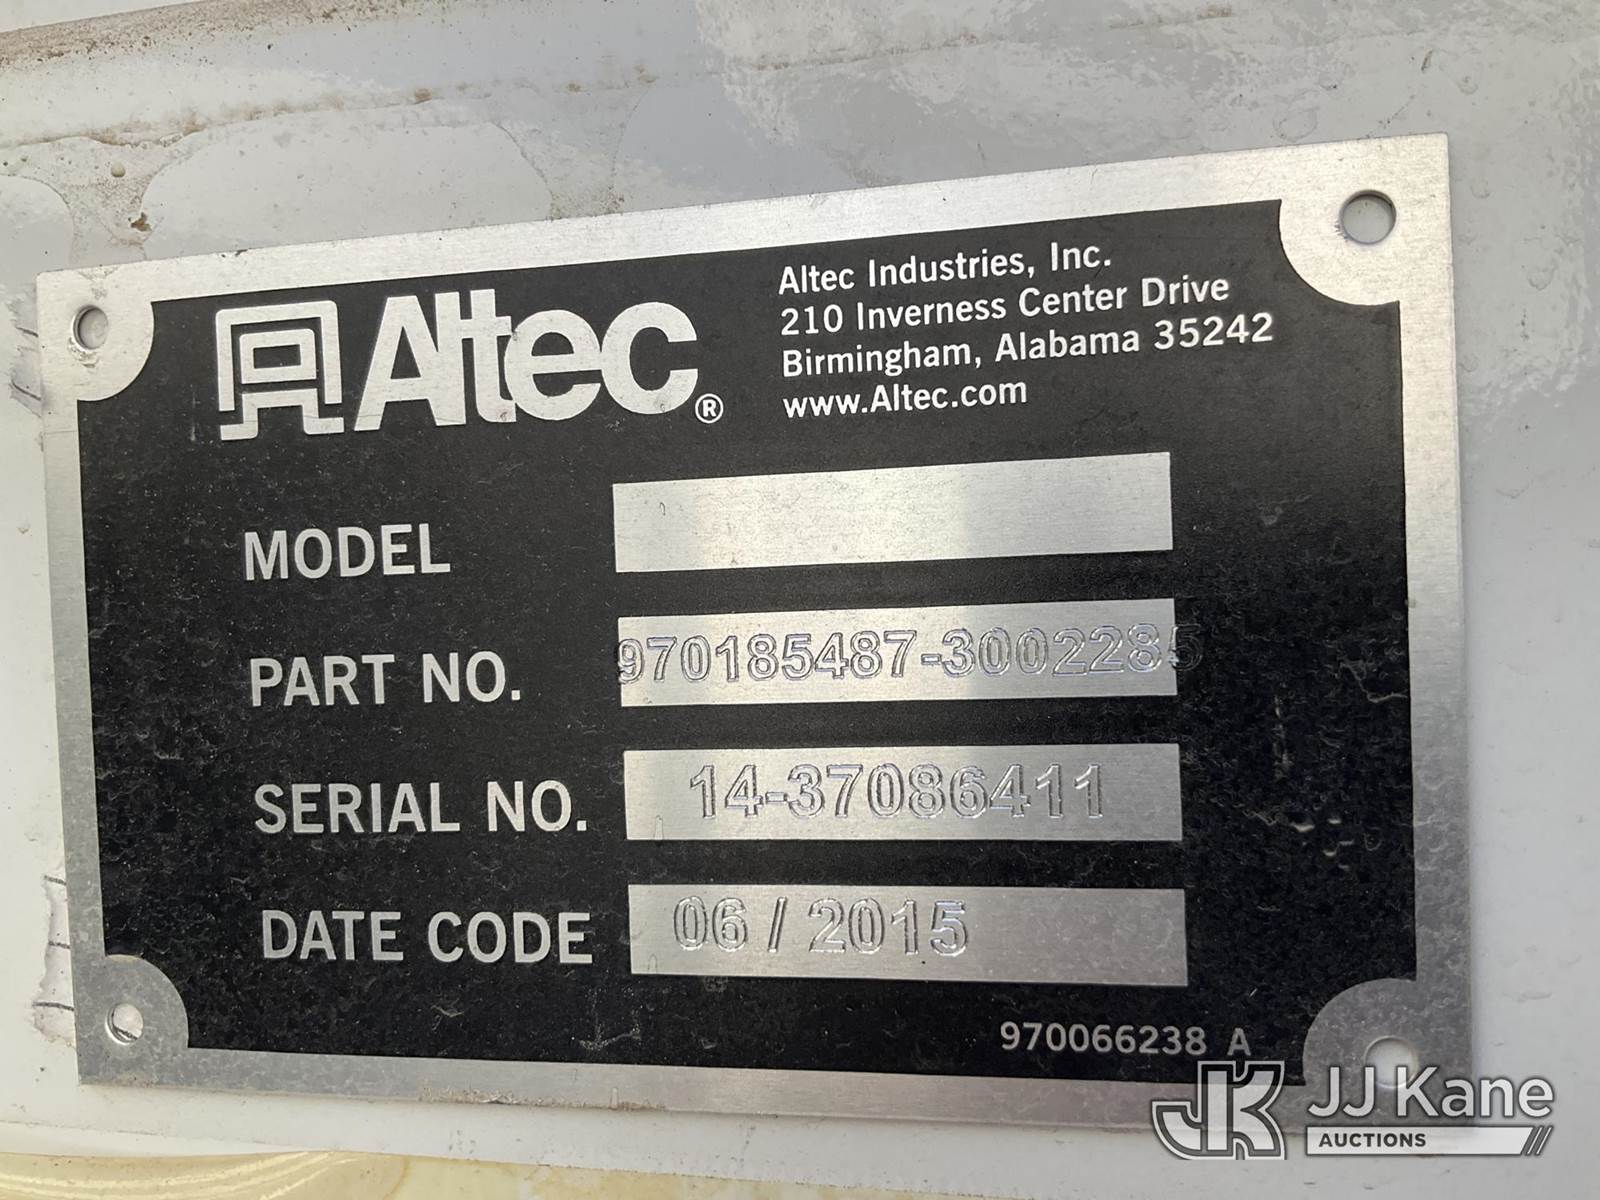 Altec®
Altec Industries, Inc.
210 Inverness Center Drive
Birmingham, Alabama 35242
www.Altec.com
MODEL
PART NO. 970185487-3002285
SERIAL NO. 14-37086411
DATE CODE 06 / 2015
970066238 A
JK JJ Kane
AUCTIONS